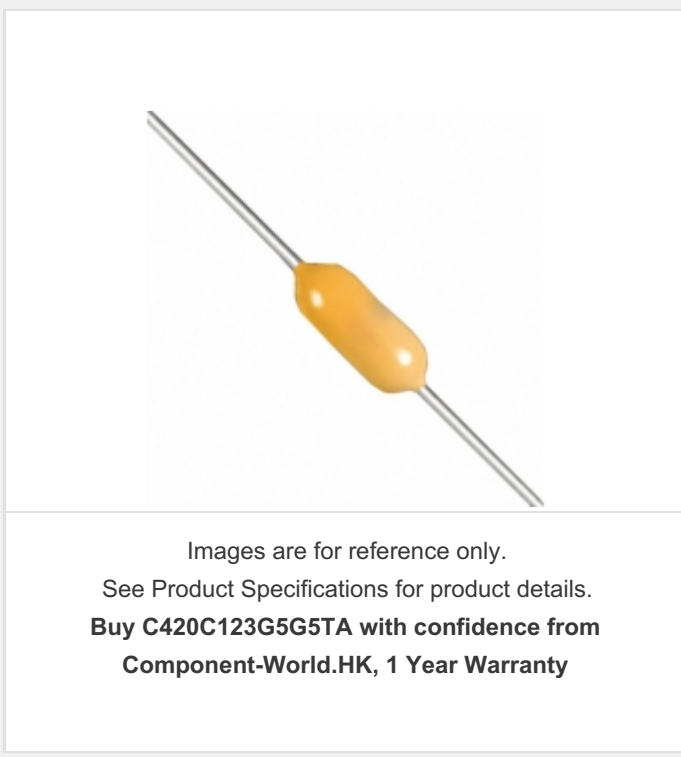 Images are for reference only.
See Product Specifications for product details.
Buy C420C123G5G5TA with confidence from
Component-World.HK, 1 Year Warranty